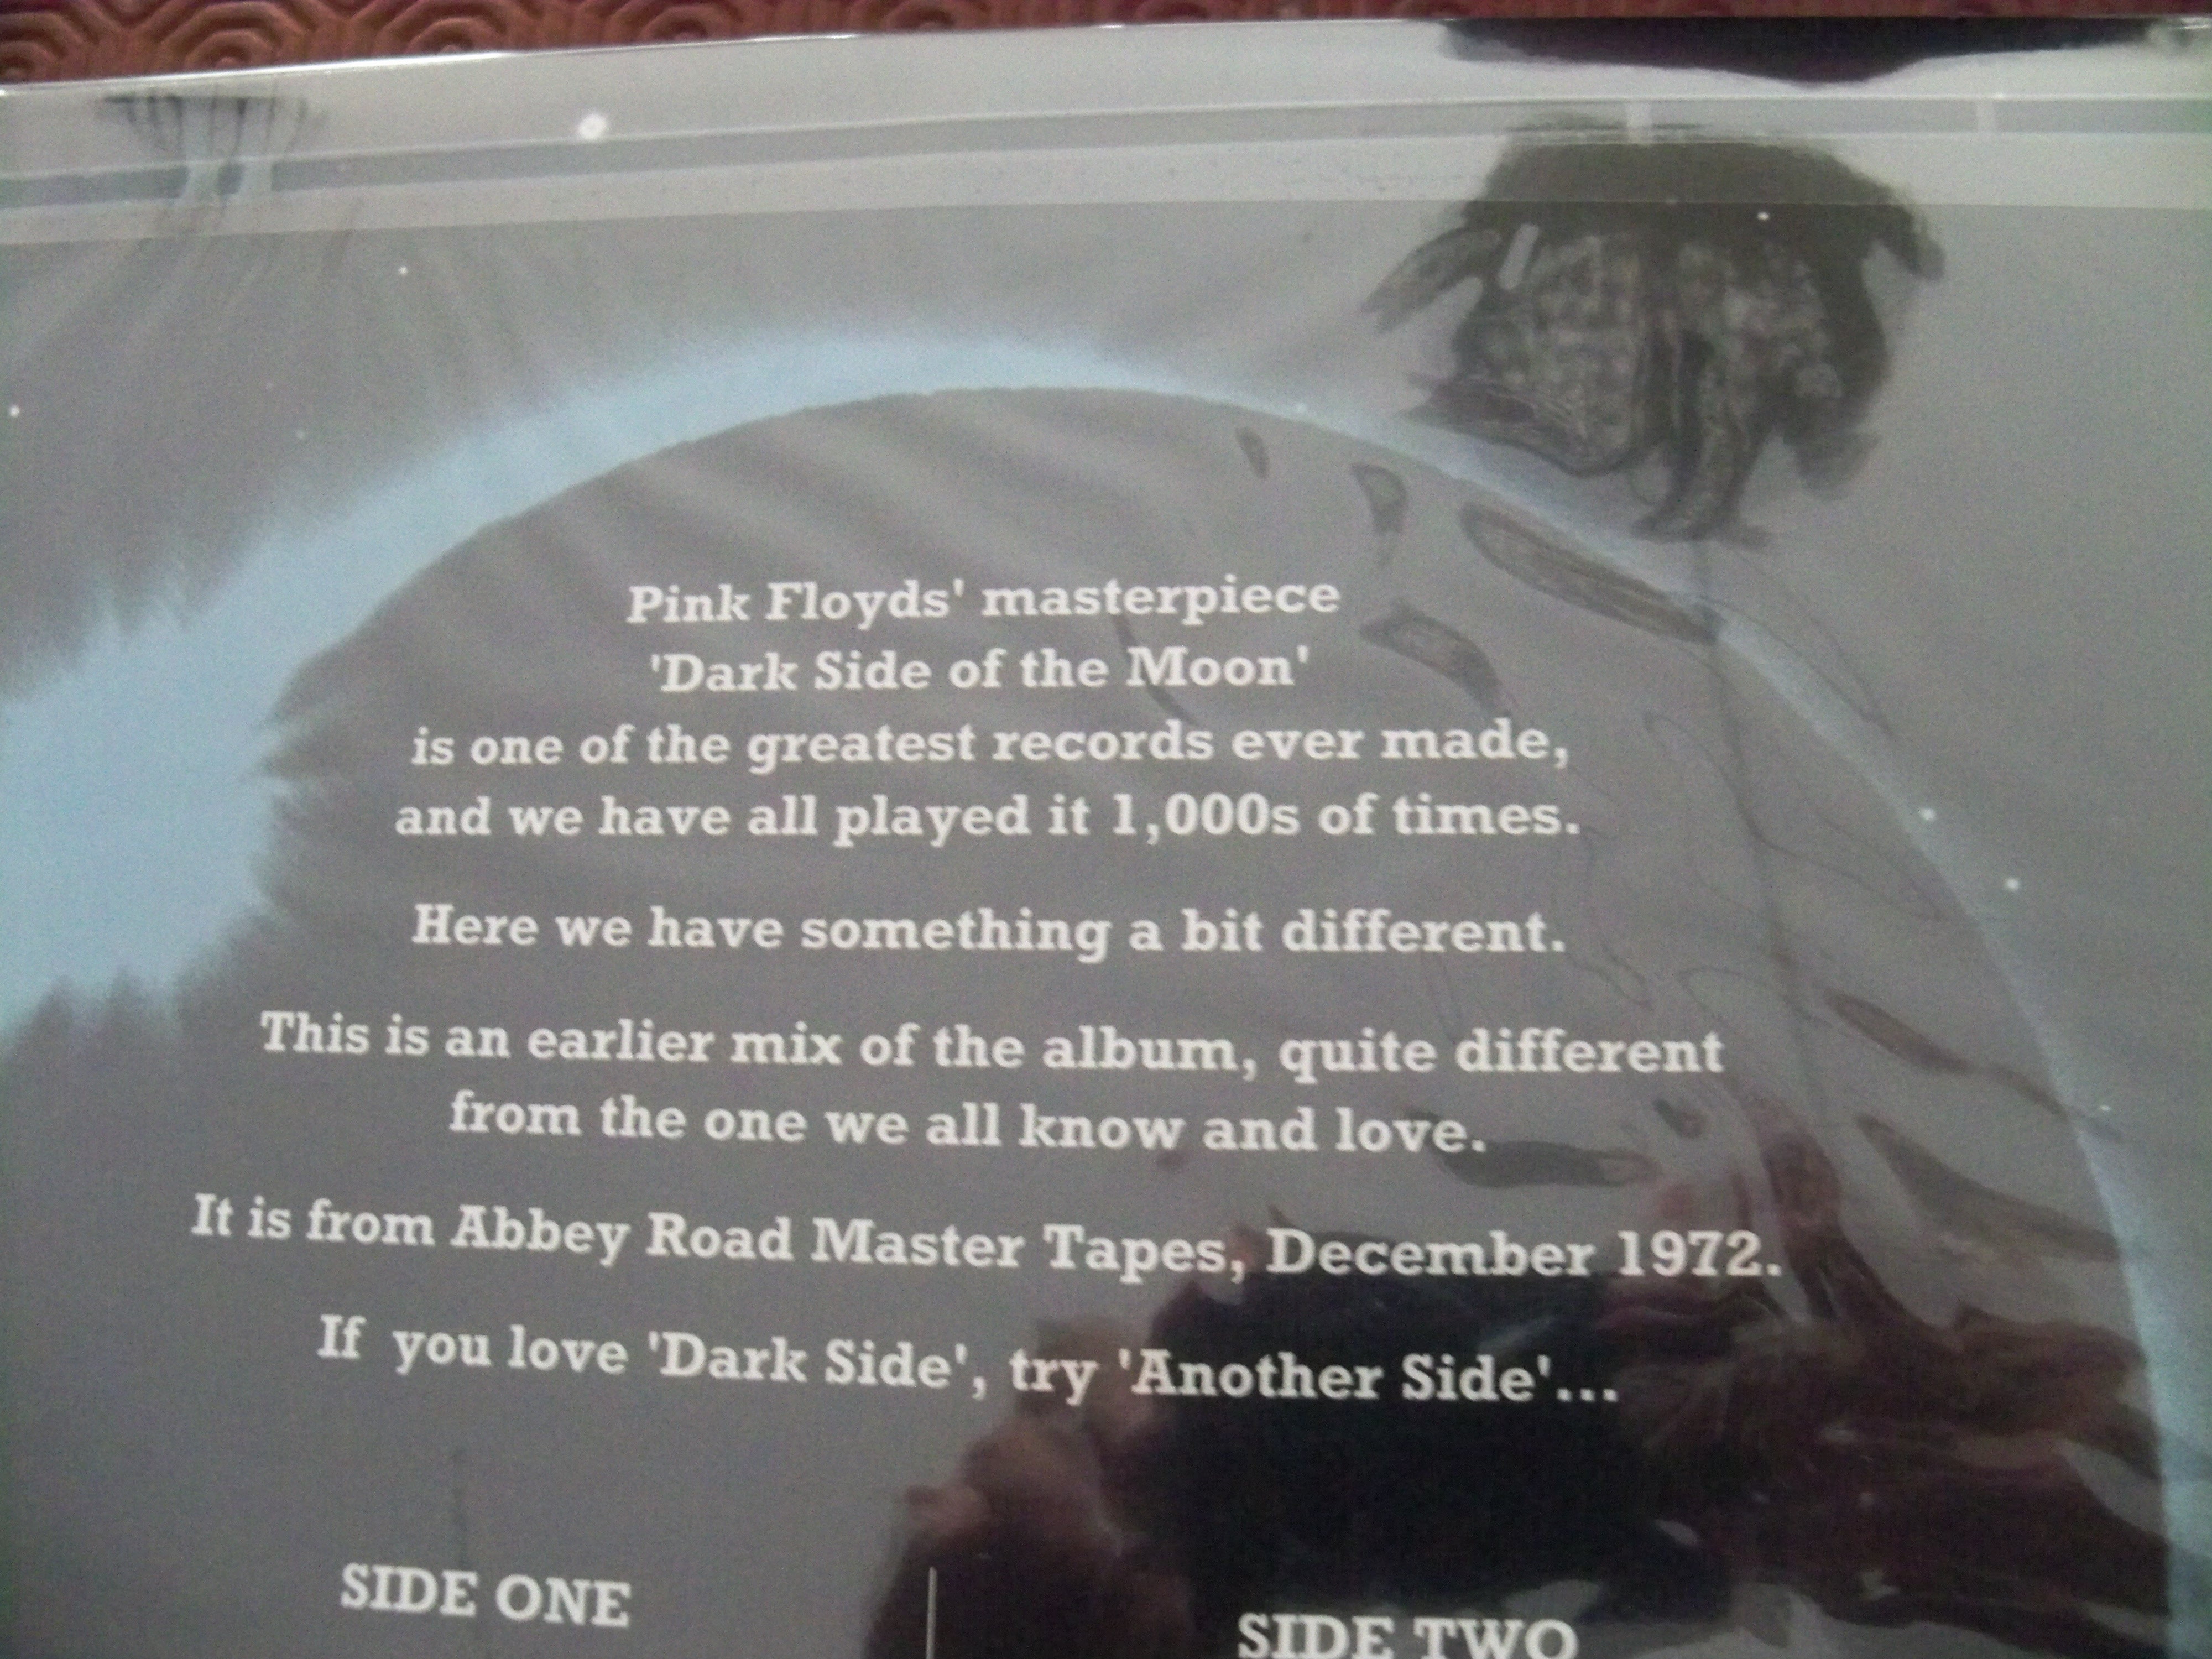 Pink Floyds' masterpiece
'Dark Side of the Moon'
is one of the greatest records ever made,
and we have all played it 1,000s of times.
Here we have something a bit different.
This is an earlier mix of the album, quite different
from the one we all know and love.
It is from Abbey Road Master Tapes, December 1972.
If you love 'Dark Side', try 'Another Side'...
SIDE ONE
SIDE TWO